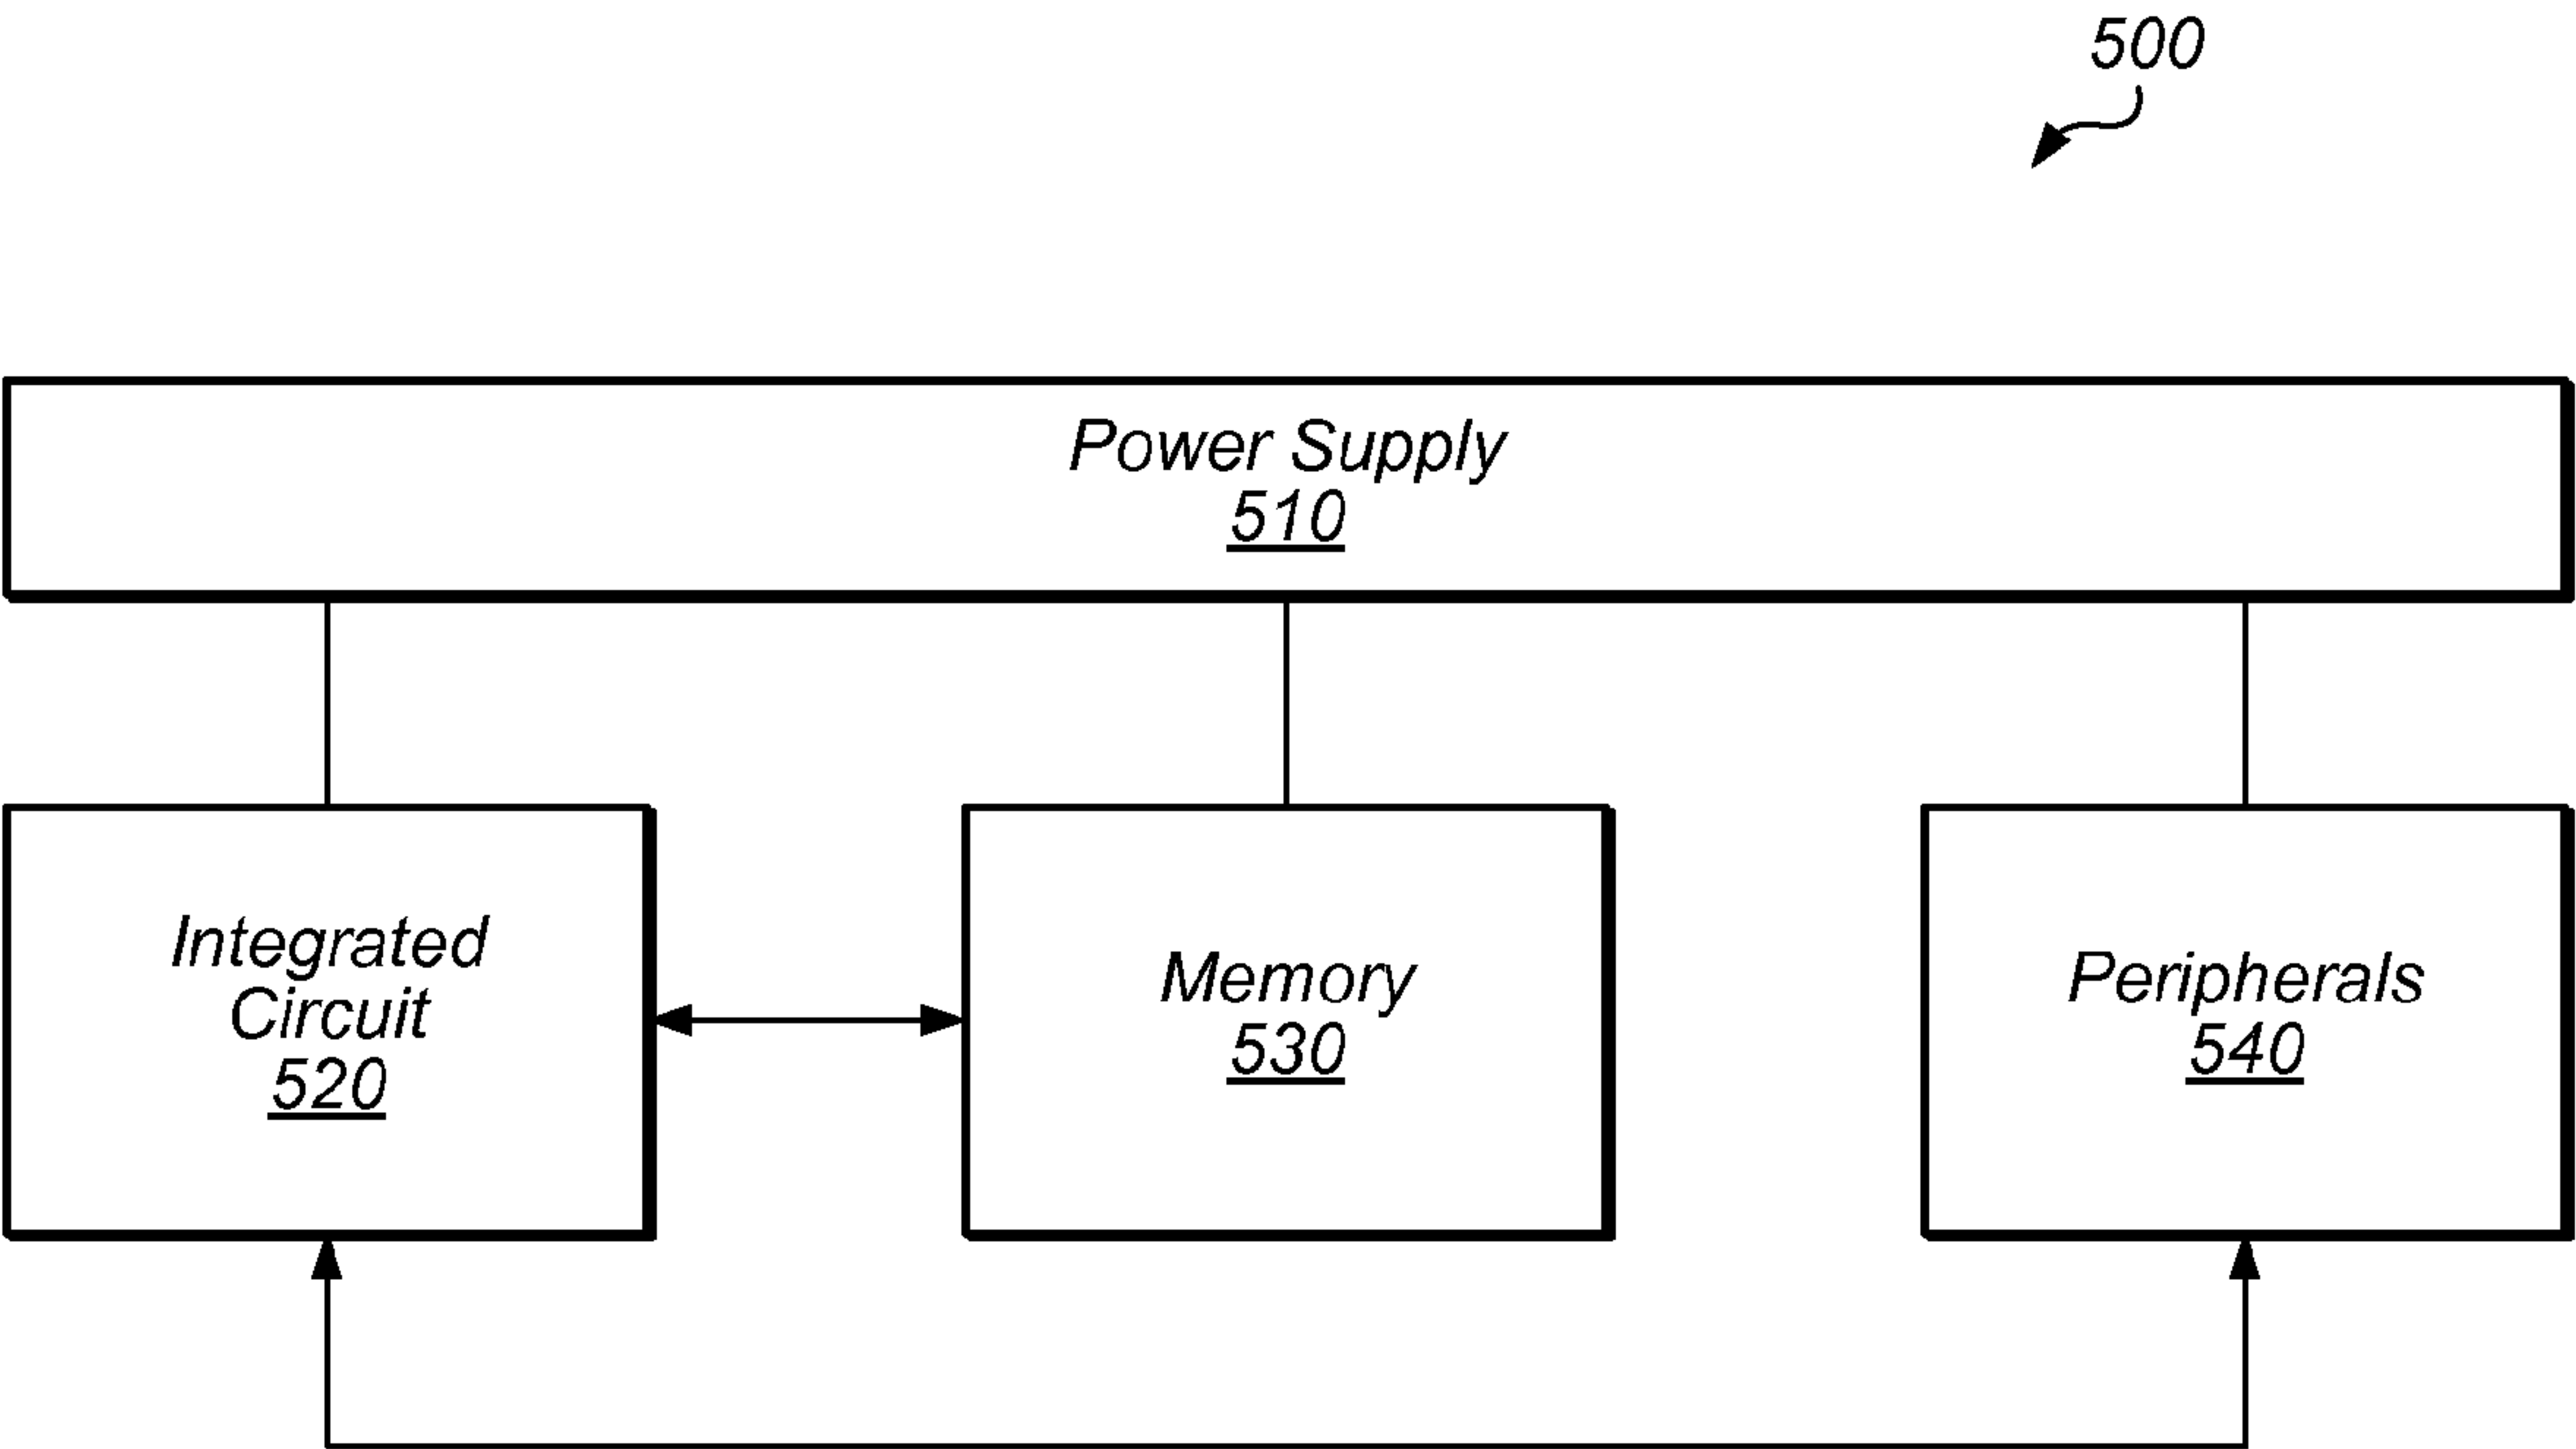 500
Power Supply
510
Integrated
Circuit
520
Memory
530
Peripherals
540